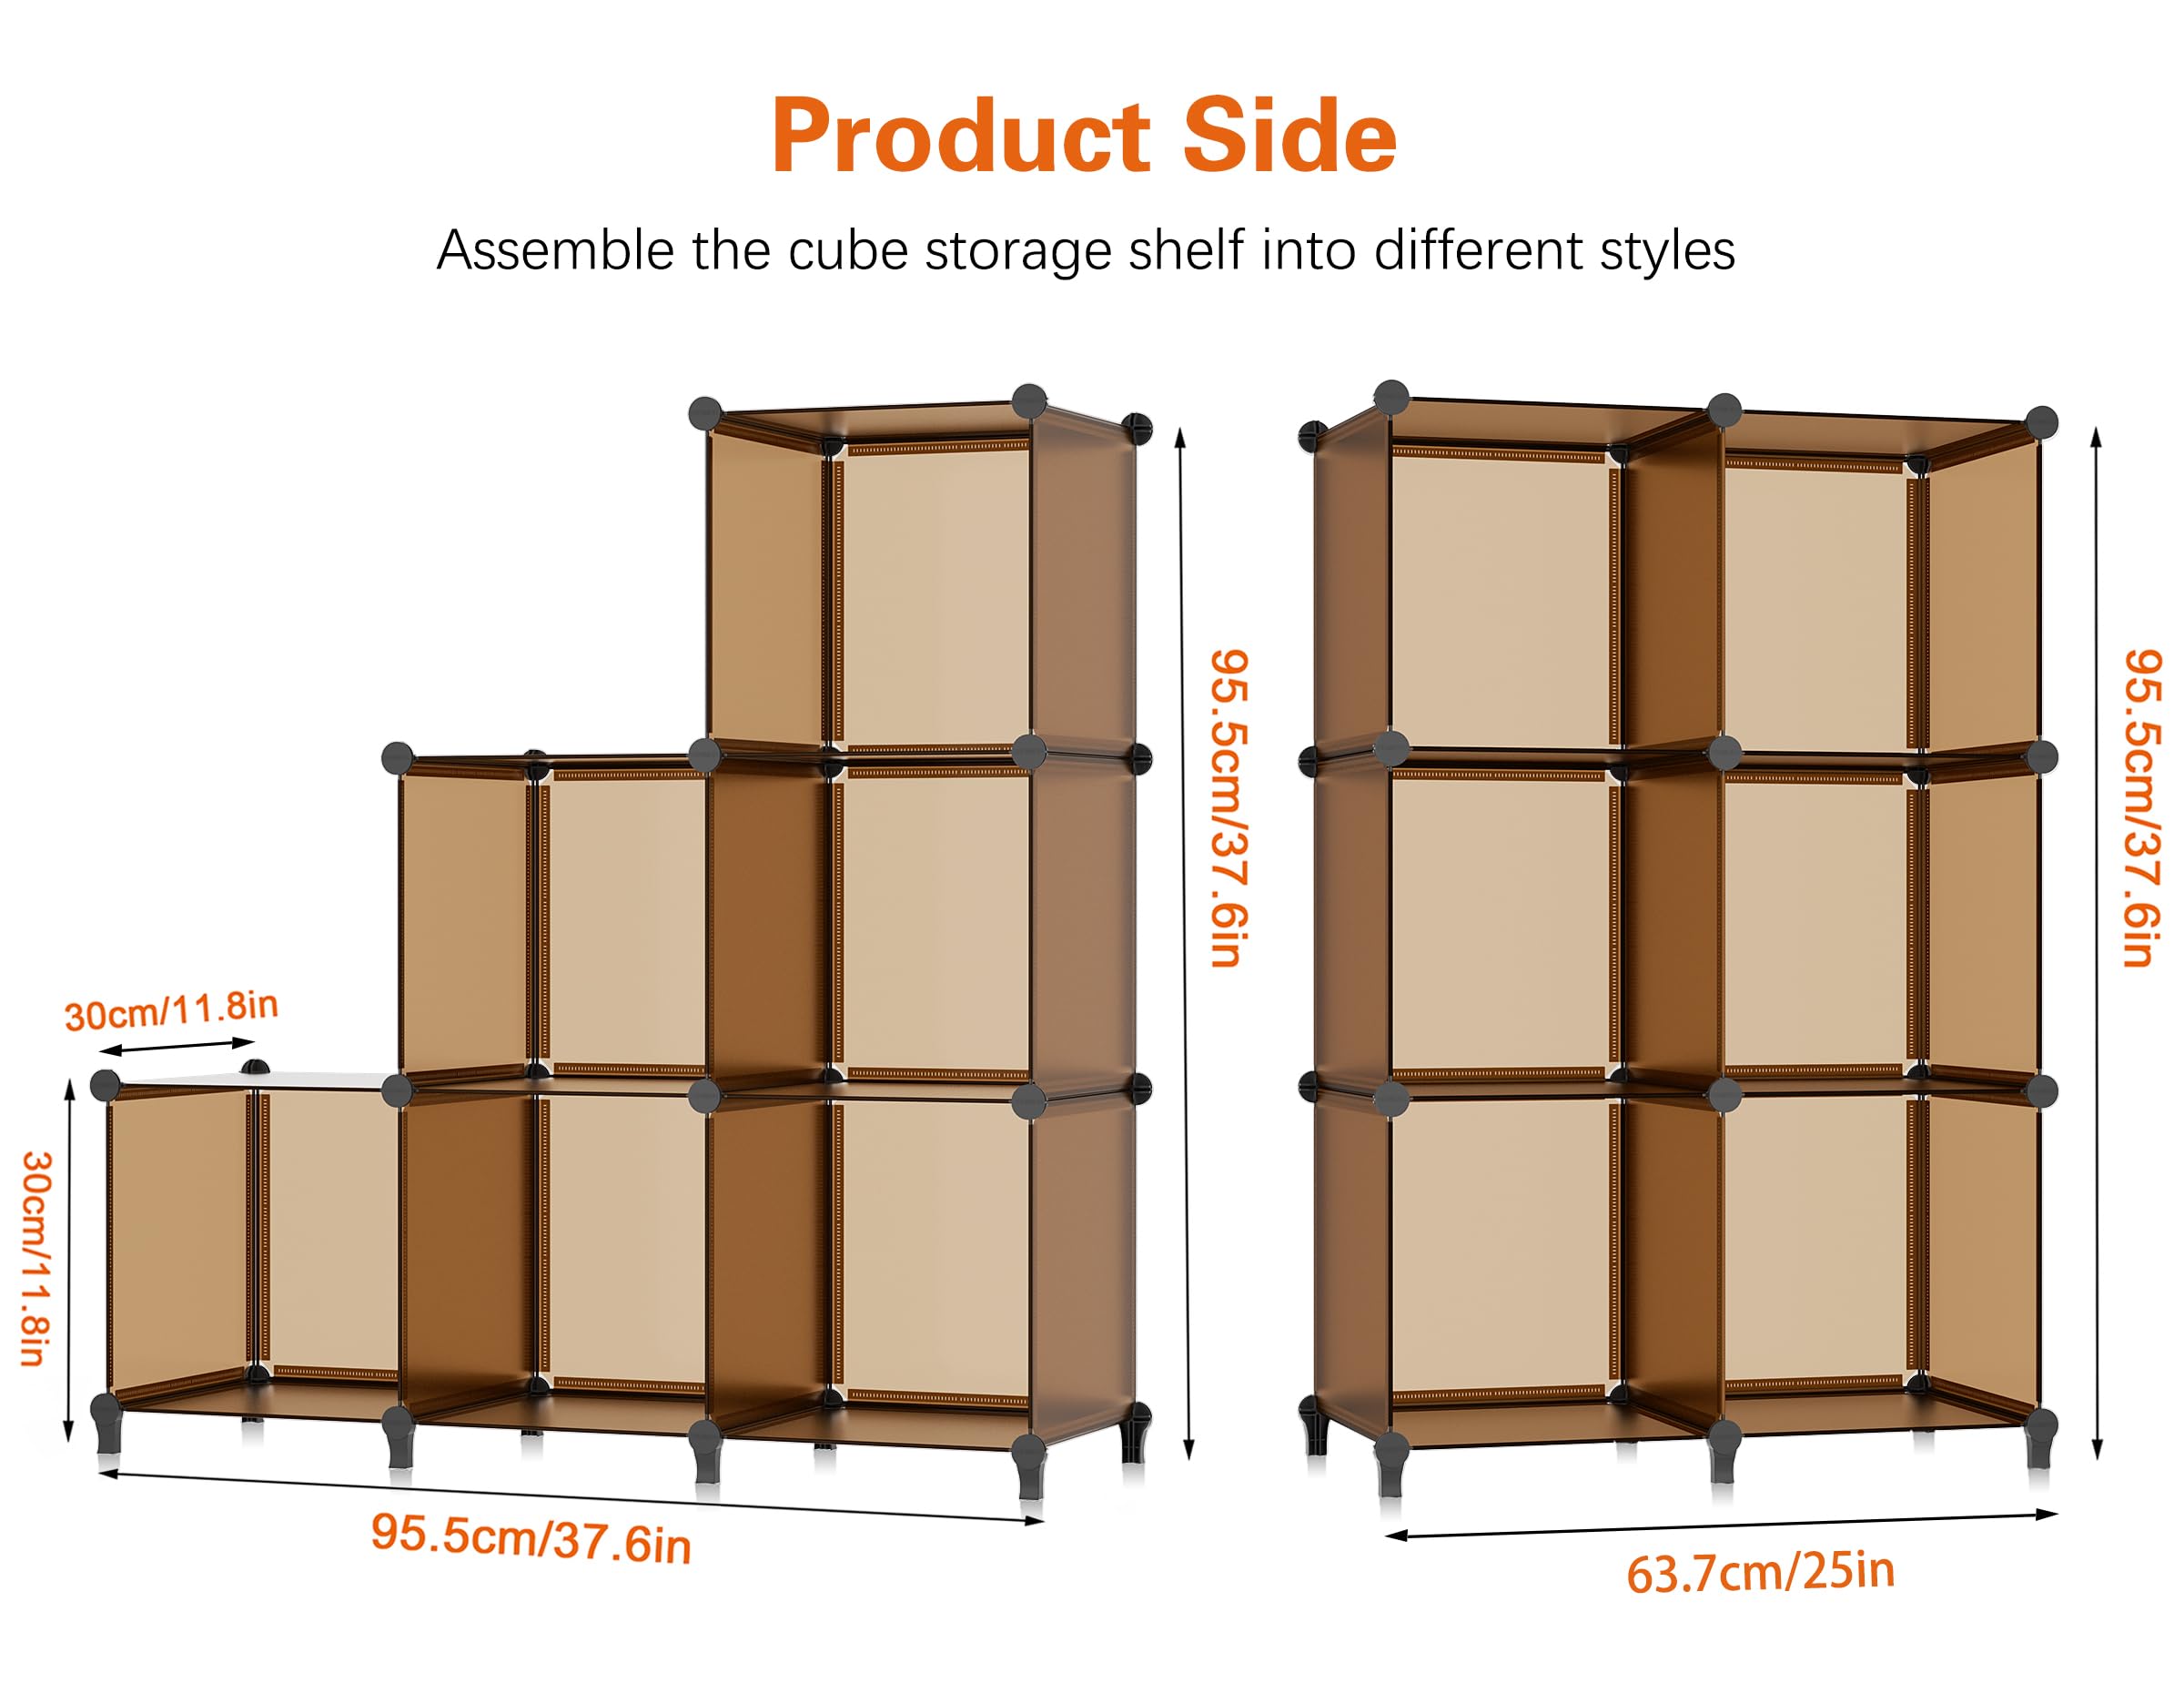 Product Side
Assemble the cube storage shelf into different styles
30cm/11.8in
30cm/11.8in
95.5cm/37.6in
95.5cm/37.6in
95.5cm/37.6in
63.7cm/25in